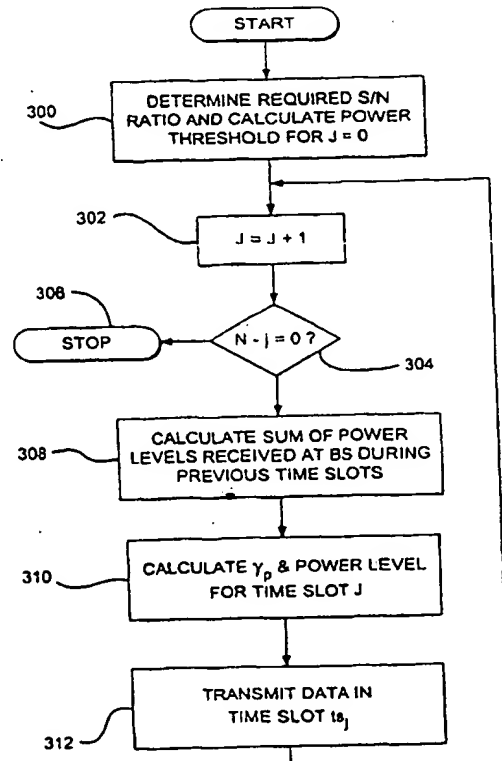 START
300
DETERMINE REQUIRED S/N
RATIO AND CALCULATE POWER
THRESHOLD FOR J = 0
302
J = J + 1
306
STOP
N - j = 0 ?
304
308
CALCULATE SUM OF POWER
LEVELS RECEIVED AT BS DURING
PREVIOUS TIME SLOTS
310
CALCULATE γp & POWER LEVEL
FOR TIME SLOT J
312
TRANSMIT DATA IN
TIME SLOT tsj